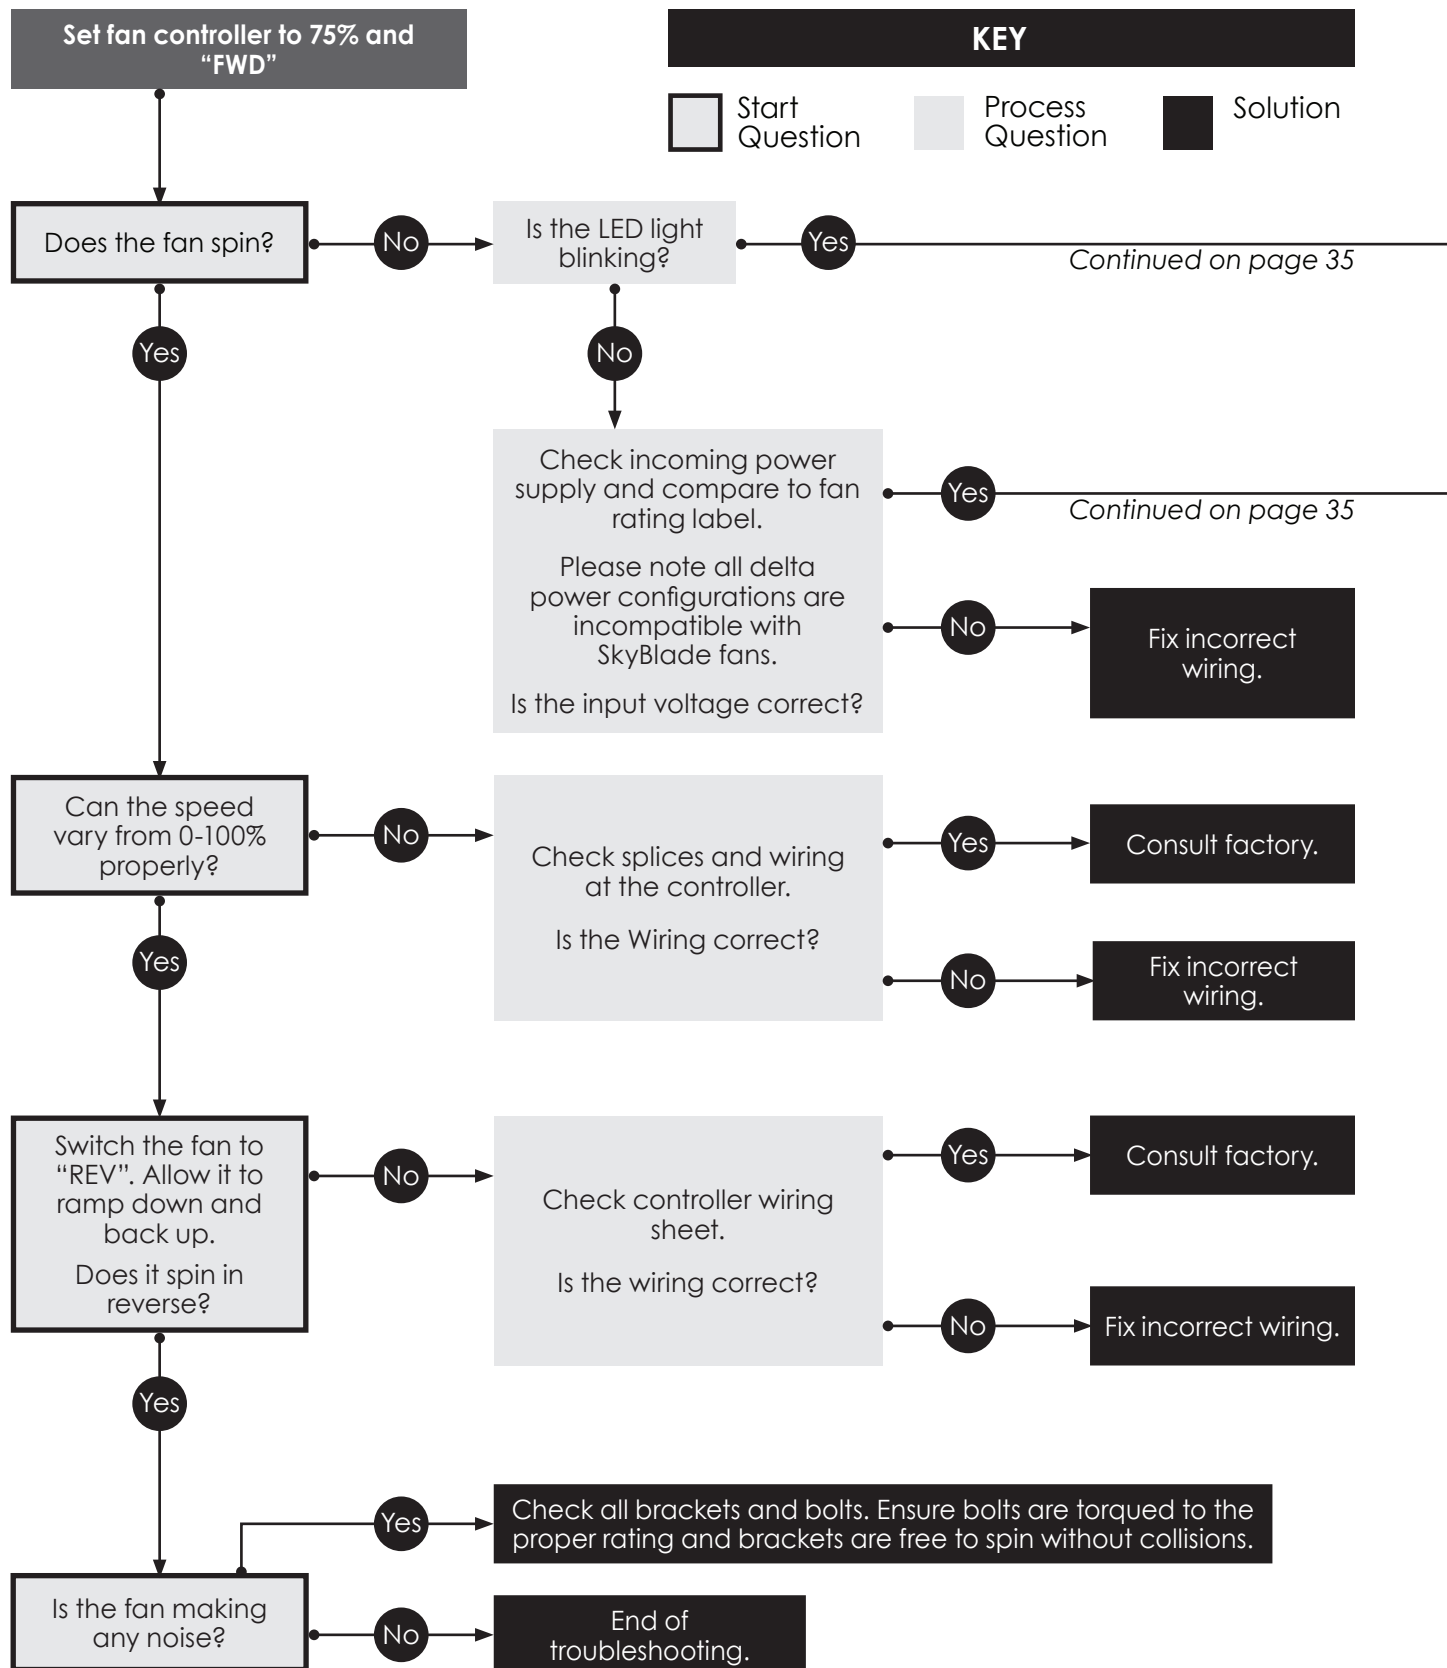 Set fan controller to 75% and
“FWD”
KEY
Start
Question
Process
Question
Solution
Does the fan spin?
No
Is the LED light
blinking?
Yes
Continued on page 35
Yes
No
Check incoming power
supply and compare to fan
rating label.
Please note all delta
power configurations are
incompatible with
SkyBlade fans.
Is the input voltage correct?
Yes
Continued on page 35
No
Fix incorrect
wiring.
Can the speed
vary from 0-100%
properly?
No
Check splices and wiring
at the controller.
Is the Wiring correct?
Yes
Consult factory.
No
Fix incorrect
wiring.
Yes
Switch the fan to
“REV”. Allow it to
ramp down and
back up.
Does it spin in
reverse?
No
Check controller wiring
sheet.
Is the wiring correct?
Yes
Consult factory.
No
Fix incorrect wiring.
Yes
Is the fan making
any noise?
Yes
Check all brackets and bolts. Ensure bolts are torqued to the
proper rating and brackets are free to spin without collisions.
No
End of
troubleshooting.